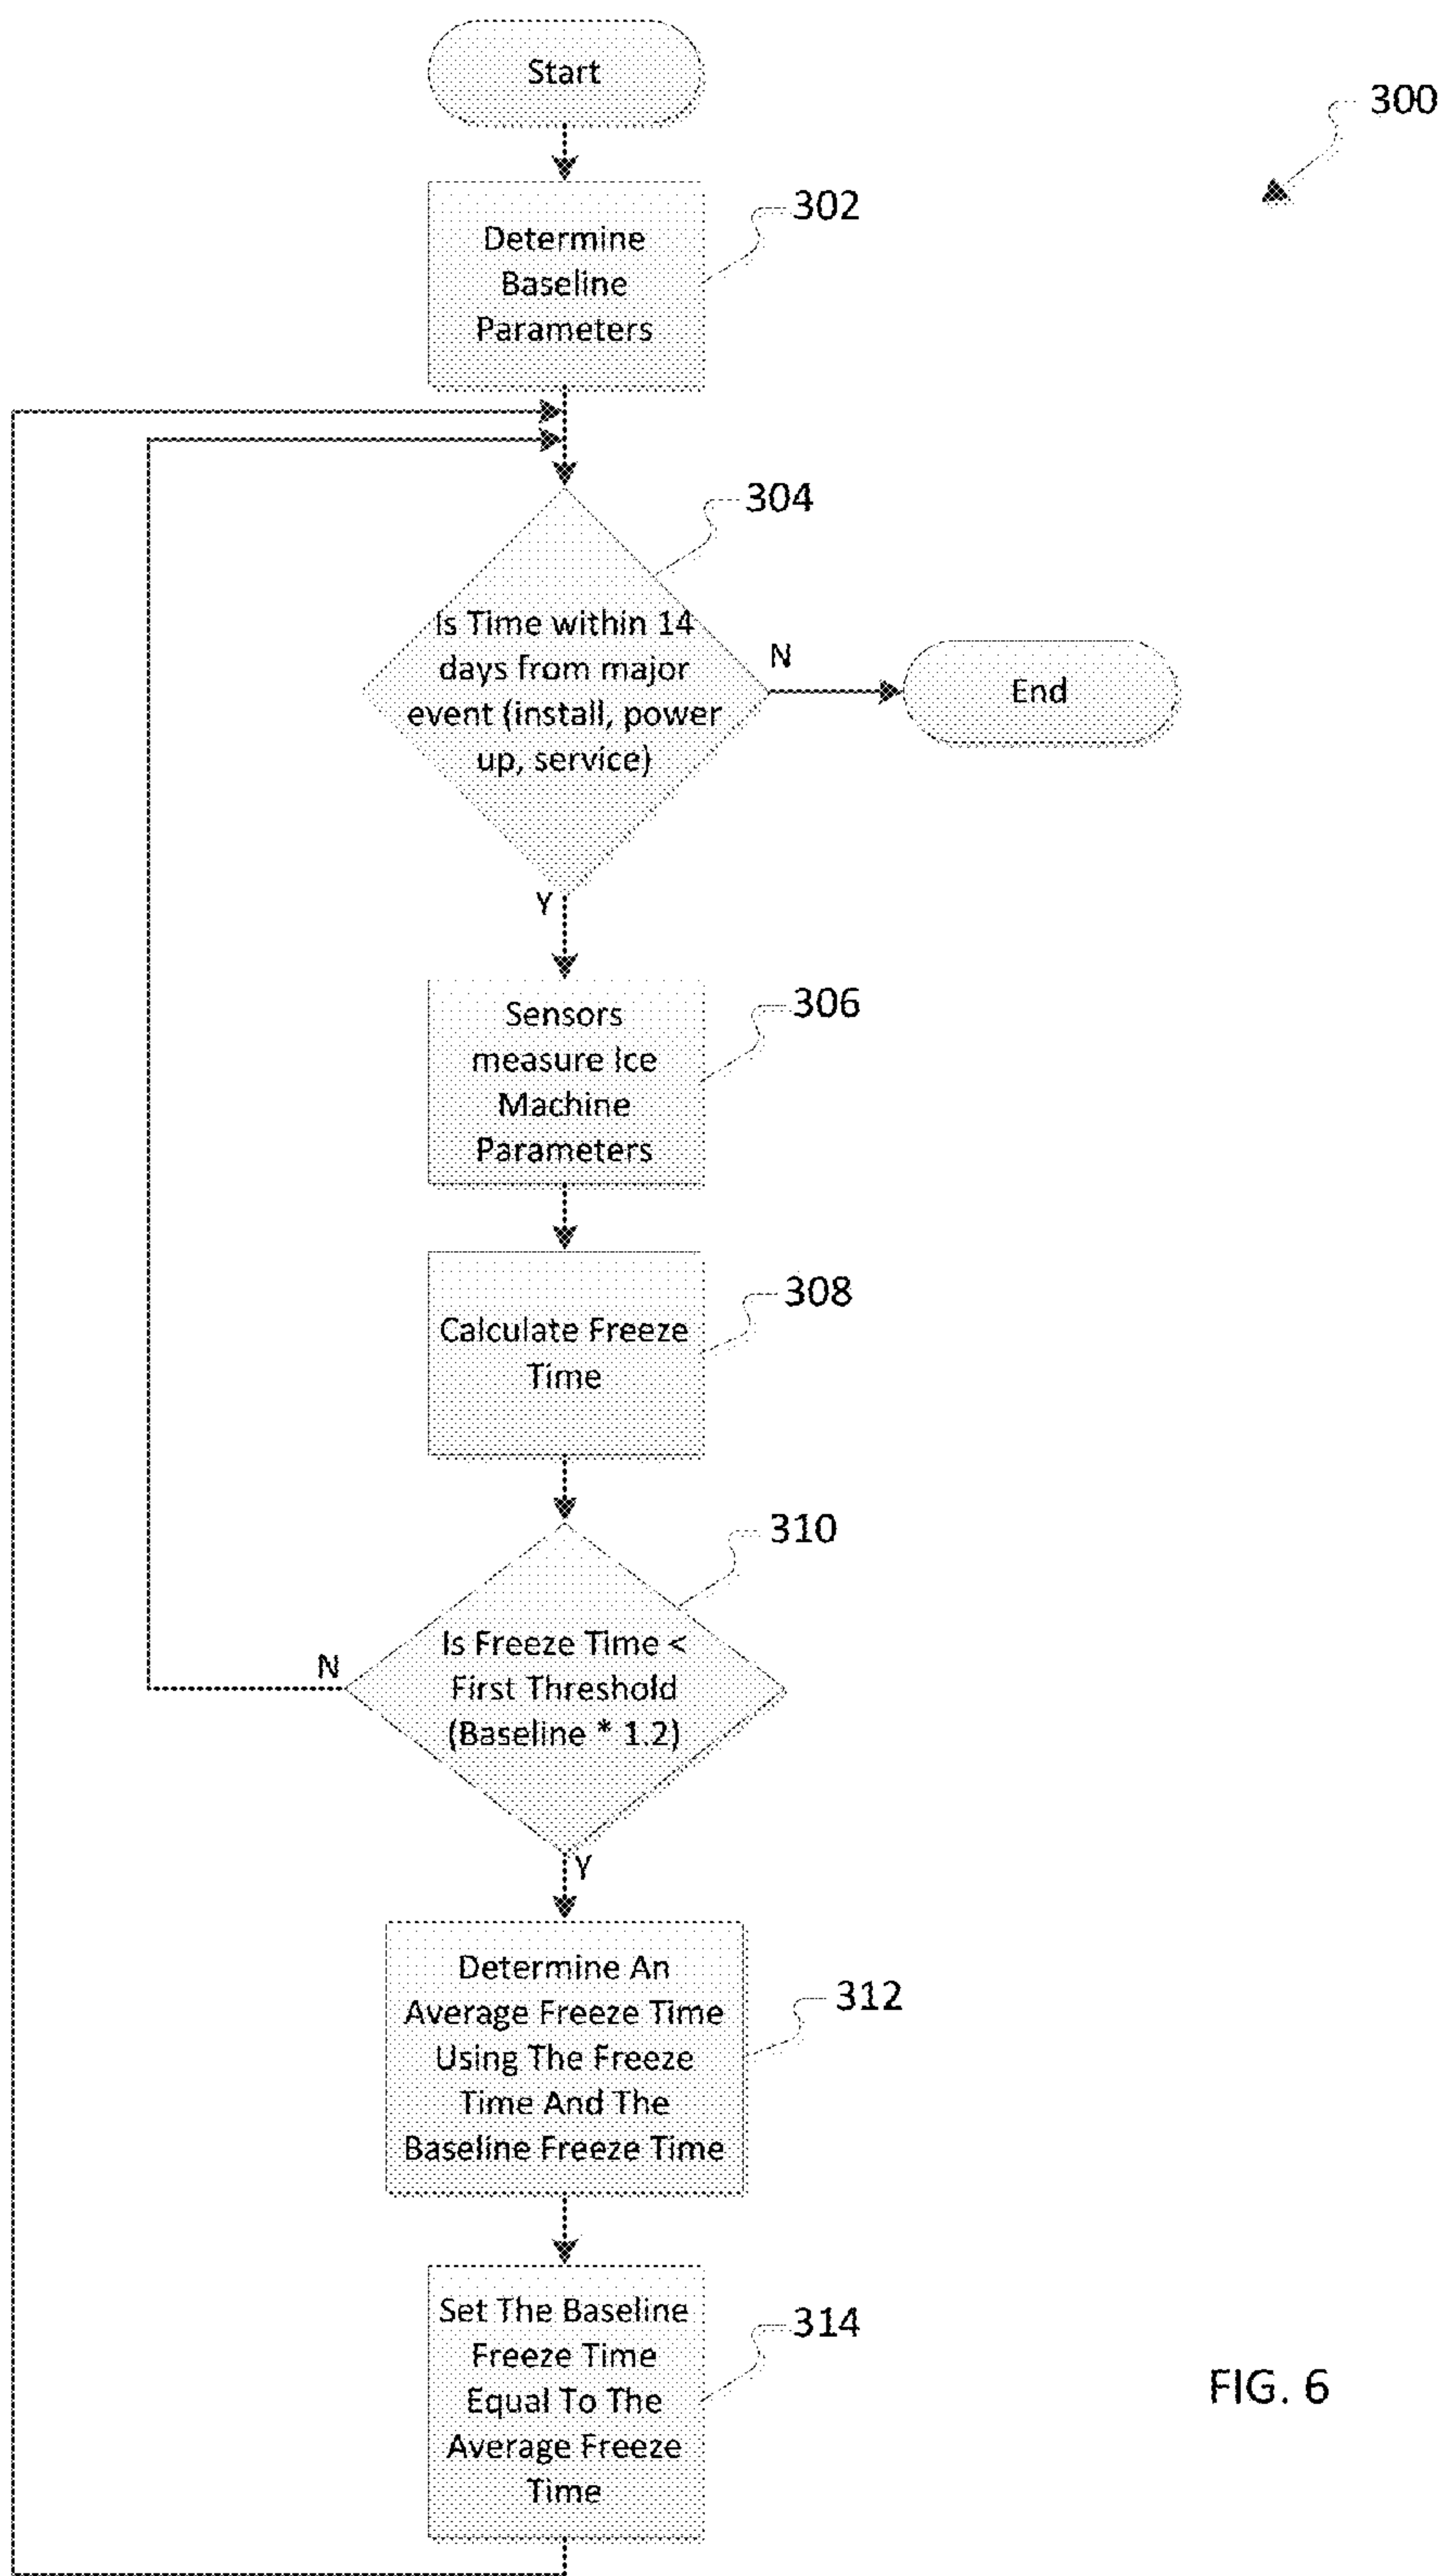 Start
300
302
Determine
Baseline
Parameters
304
Is Time within 14
days from major
event (install, power
up, service)
N
End
Y
306
Sensors
measure Ice
Machine
Parameters
308
Calculate Freeze
Time
310
Is Freeze Time <
First Threshold
(Baseline * 1.2)
N
Y
312
Determine An
Average Freeze Time
Using The Freeze
Time And The
Baseline Freeze Time
314
Set The Baseline
Freeze Time
Equal To The
Average Freeze
Time
FIG. 6